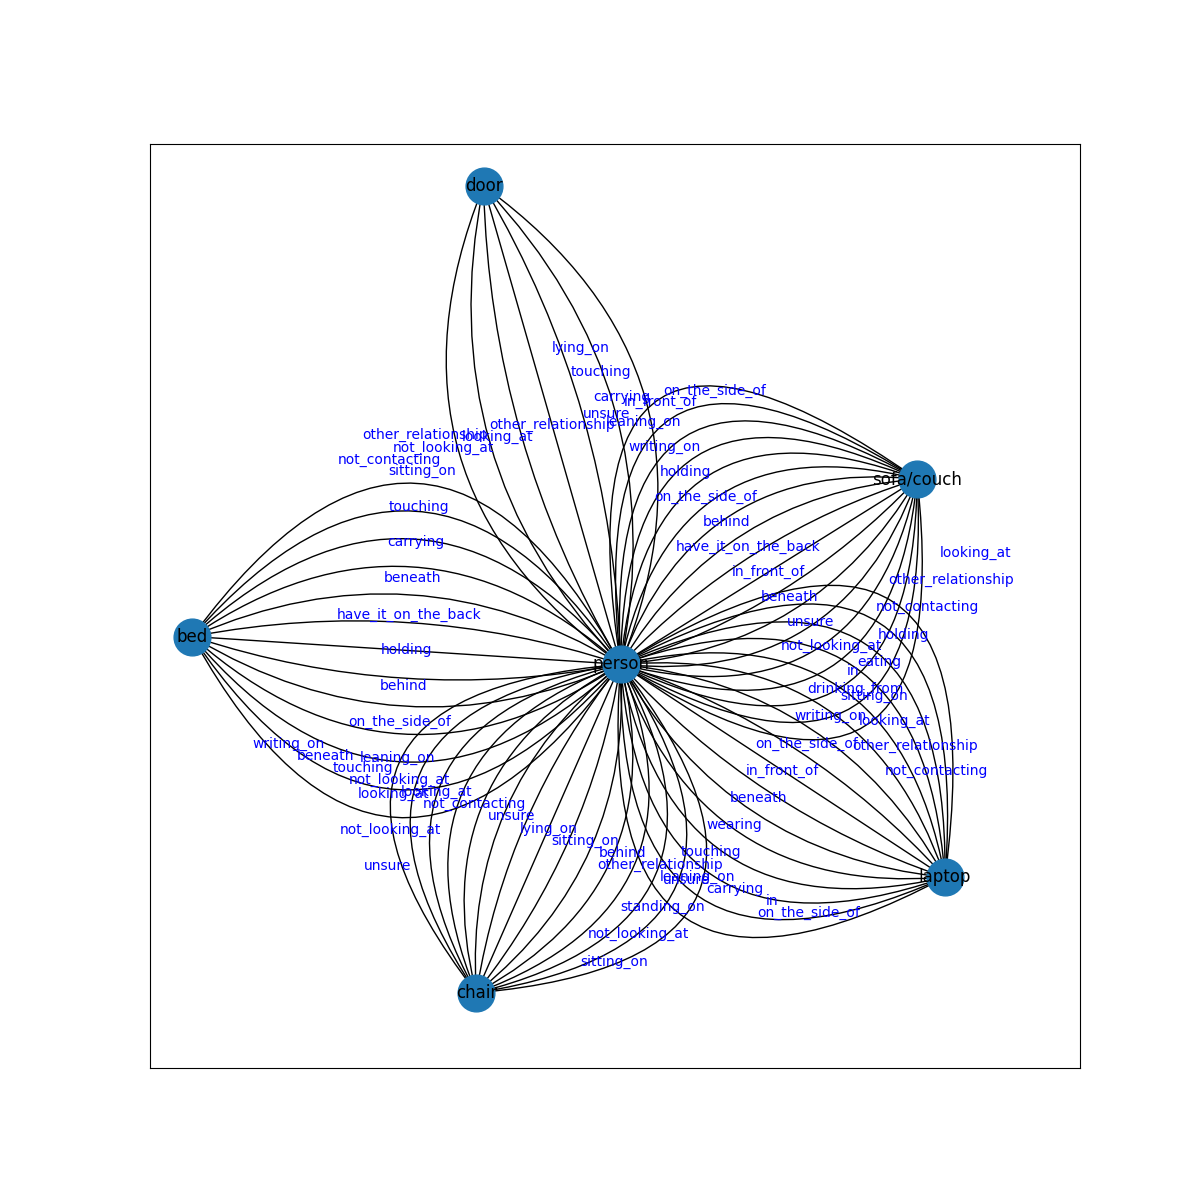 door
lying_on
touching
on_the_side_of
carrying
in_front_of
unsure
leaning_on
other_relationship
other_relationship
looking_at
not_looking_at
writing_on
not_contacting
sitting_on
holding
sofa/couch
on_the_side_of
touching
behind
carrying
have_it_on_the_back
looking_at
in_front_of
beneath
other_relationship
beneath
not_contacting
have_it_on_the_back
unsure
bed
holding
not_looking_at
holding
person
eating
in
behind
drinking_from
sitting_on
writing_on
on_the_side_of
looking_at
writing_on
on_the_side_of
other_relationship
beneath
leaning_on
touching
in_front_of
not_contacting
not_looking_at
looking_at
looking_at
beneath
not_contacting
unsure
wearing
not_looking_at
lying_on
sitting_on
behind
touching
unsure
other_relationship
leaning_on
unsure
laptop
carrying
in
standing_on
on_the_side_of
not_looking_at
sitting_on
chair